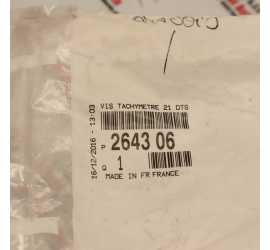 VIS TACHYMETRE 21 DTS
16/12/2016 - 13:03
P 2643 06
Q 1
MADE IN FR FRANCE